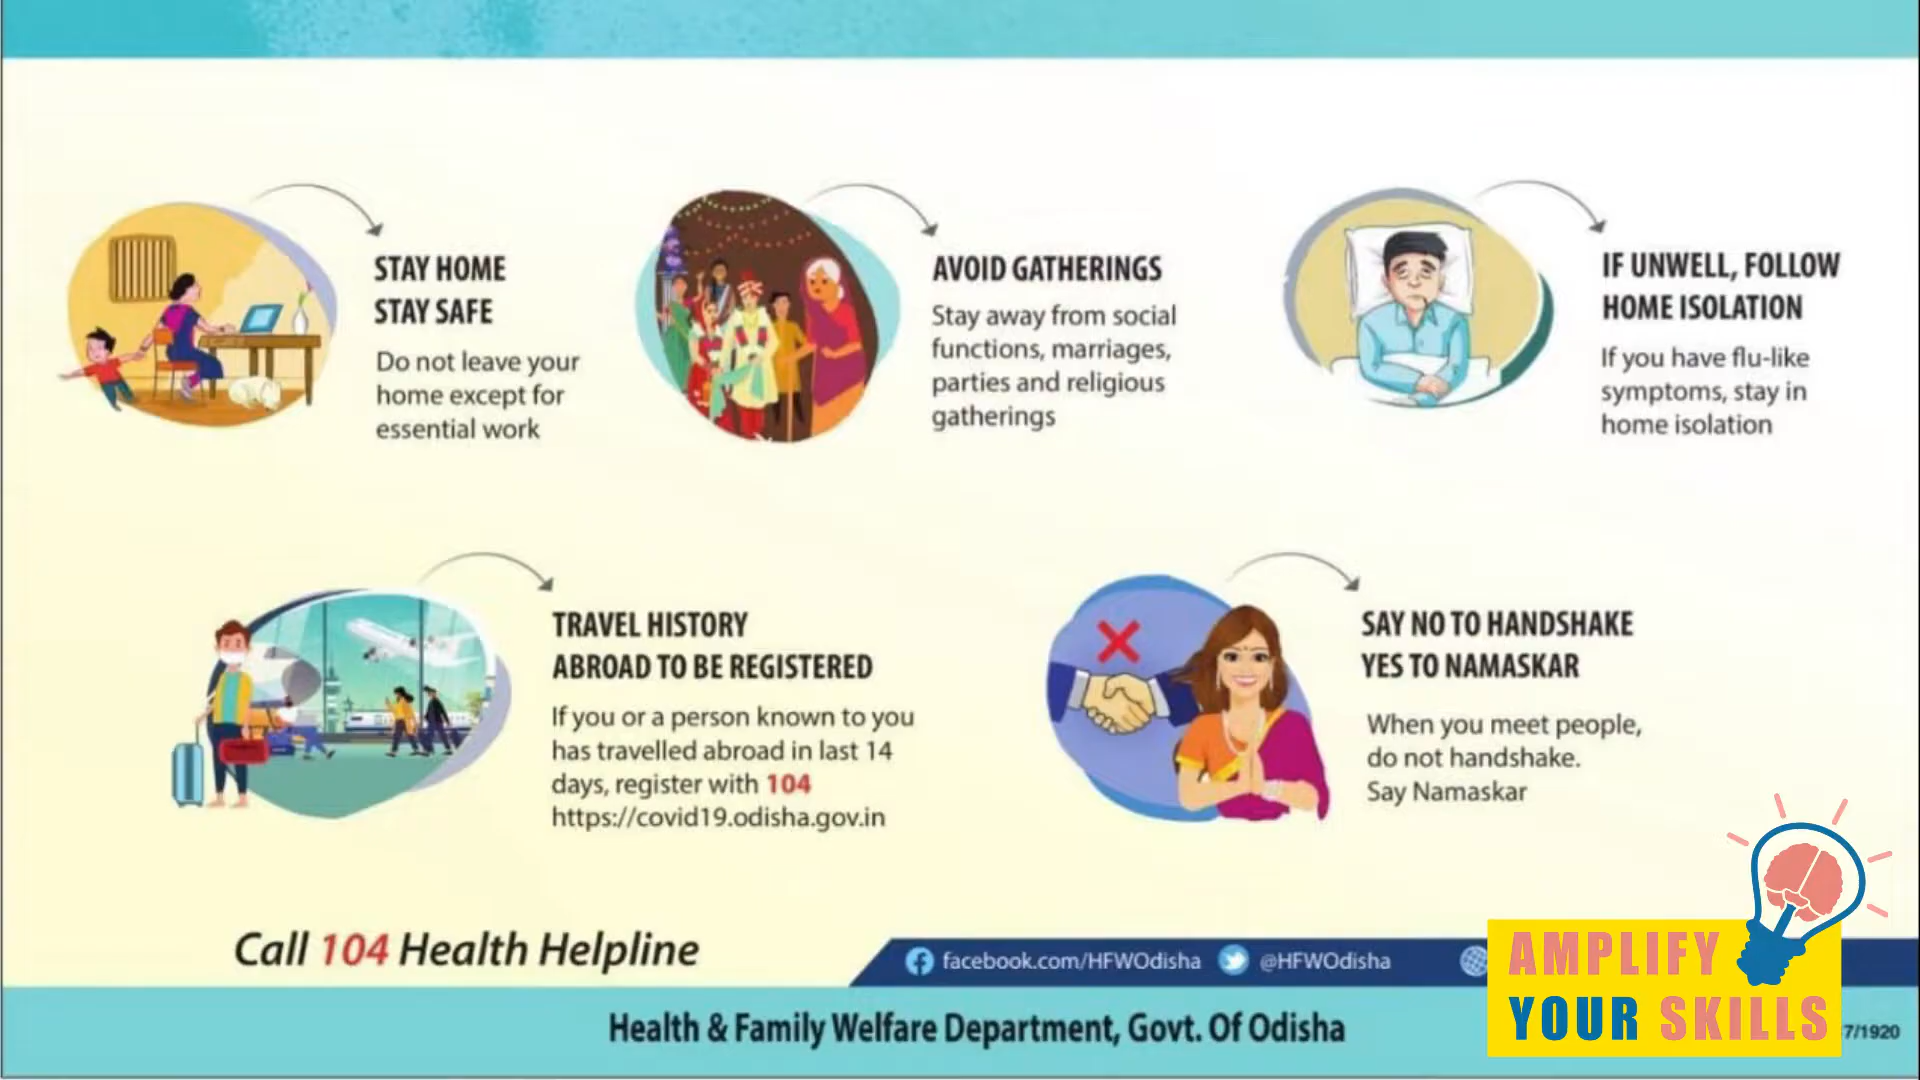 STAY HOME
STAY SAFE
Do not leave your
home except for
essential work
AVOID GATHERINGS
Stay away from social
functions, marriages,
parties and religious
gatherings
IF UNWELL, FOLLOW
HOME ISOLATION
If you have flu-like
symptoms, stay in
home isolation
TRAVEL HISTORY
ABROAD TO BE REGISTERED
If you or a person known to you
has travelled abroad in last 14
days, register with 104
https://covid19.odisha.gov.in
SAY NO TO HANDSHAKE
YES TO NAMASKAR
When you meet people,
do not handshake.
Say Namaskar
Call 104 Health Helpline
facebook.com/HFWOdisha
@HFWOdisha
Health & Family Welfare Department, Govt. Of Odisha
AMPLIFY
YOUR SKILLS
7/1920